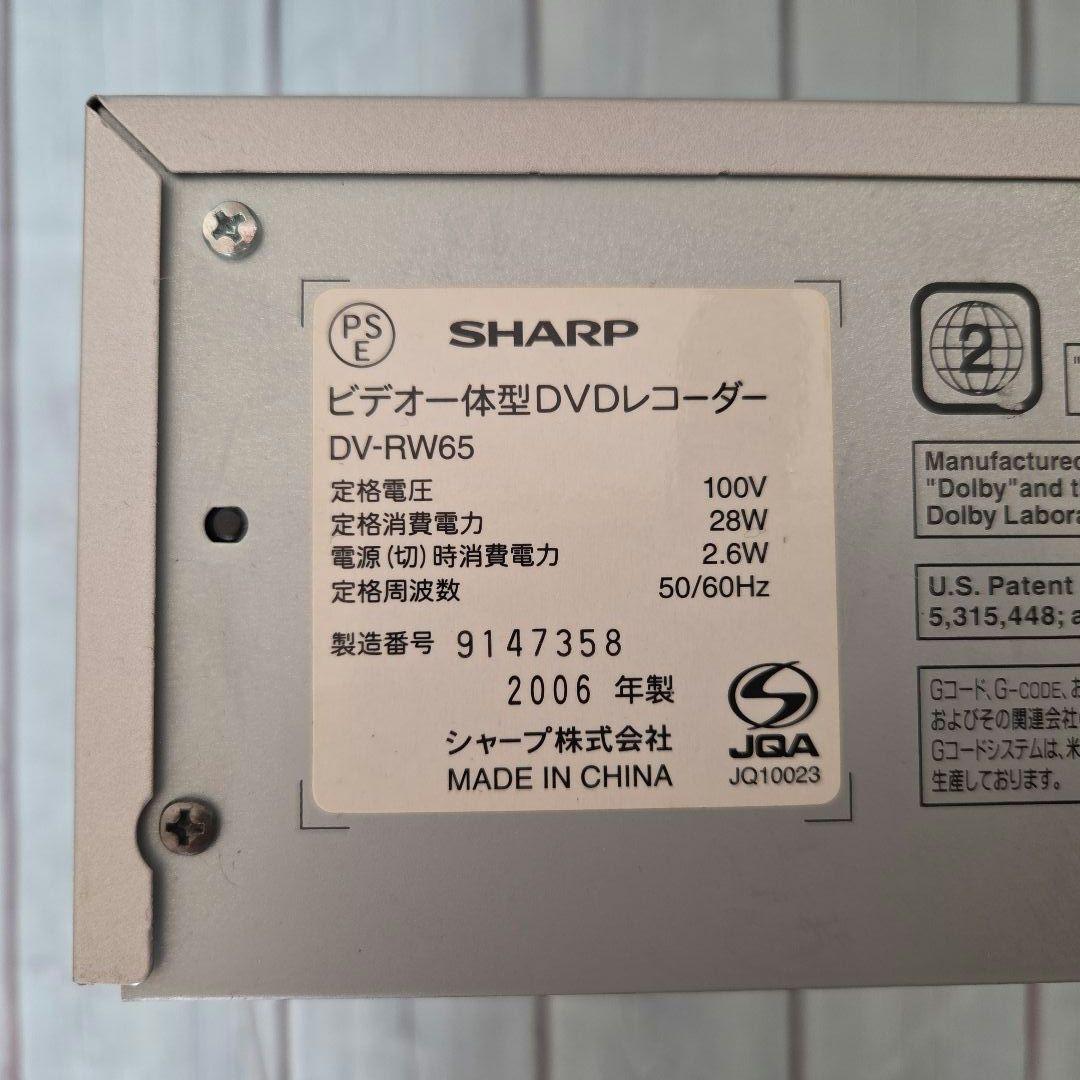 PSE
SHARP
ビデオ一体型DVDレコーダー
DV-RW65
定格電圧 100V
定格消費電力 28W
電源(切)時消費電力 2.6W
定格周波数 50/60Hz
製造番号 9147358
2006 年製
シャープ株式会社
MADE IN CHINA
JQA
JQ10023
2
Manufactured
"Dolby"and
Dolby
U.S. Patent
5,315,448;
Gコード、G-CODE、
およびその関連会社
Gコードシステムは、米
生産しております。